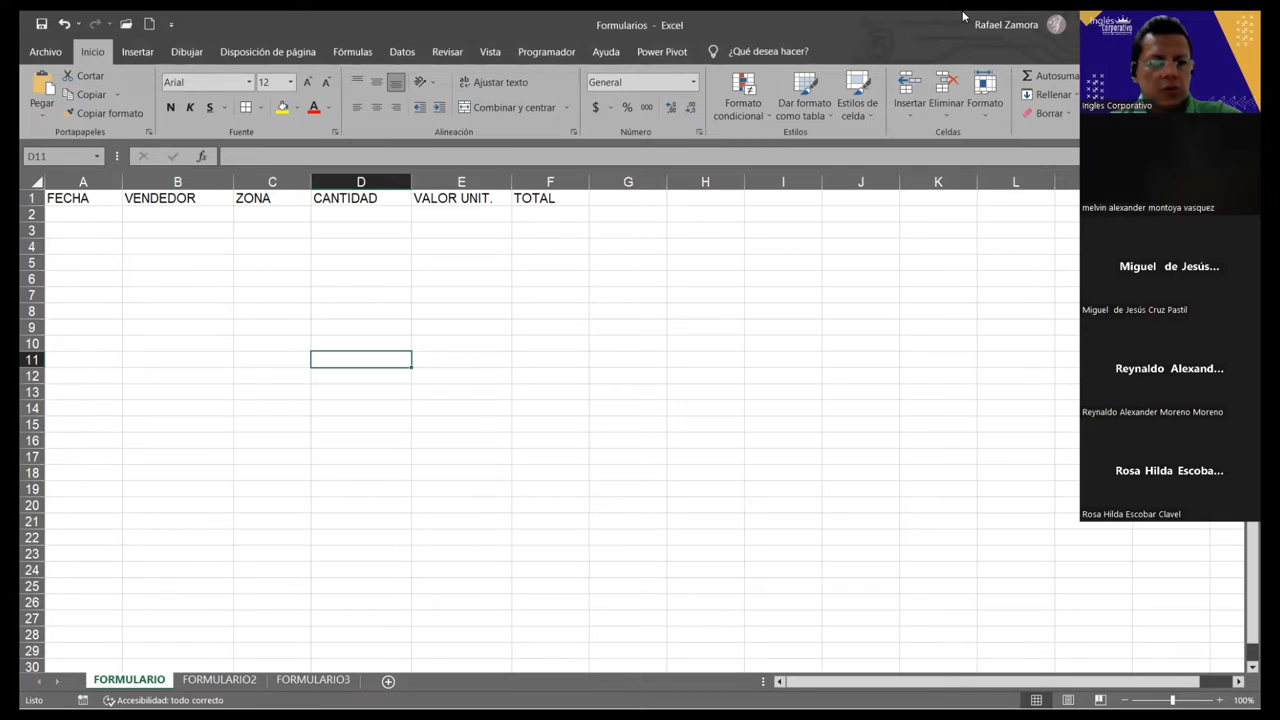 Formularios - Excel
Rafael Zamora
Archivo Inicio Insertar Dibujar Disposición de página Fórmulas Datos Revisar Vista Programador Ayuda Power Pivot ¿Qué desea hacer?
Pegar
Cortar
Copiar
Copiar formato
Portapapeles
Arial 12
N K S
Fuente
Ajustar texto
Combinar y centrar
Alineación
General
$ % 000
Número
Formato condicional
Dar formato como tabla
Estilos de celda
Estilos
Insertar Eliminar Formato
Celdas
Autosuma
Rellenar
Borrar
D11
fx
A B C D E F G H I J K L
1 FECHA VENDEDOR ZONA CANTIDAD VALOR UNIT. TOTAL
2
3
4
5
6
7
8
9
10
11
12
13
14
15
16
17
18
19
20
21
22
23
24
25
26
27
28
29
30
FORMULARIO FORMULARIO2 FORMULARIO3
Listo Accesibilidad: todo correcto 100%
Inglés Corporativo
Ingles Corporativo
melvin alexander montoya vasquez
Miguel de Jesús...
Miguel de Jesús Cruz Pastil
Reynaldo Alexand...
Reynaldo Alexander Moreno Moreno
Rosa Hilda Escoba...
Rosa Hilda Escobar Clavel